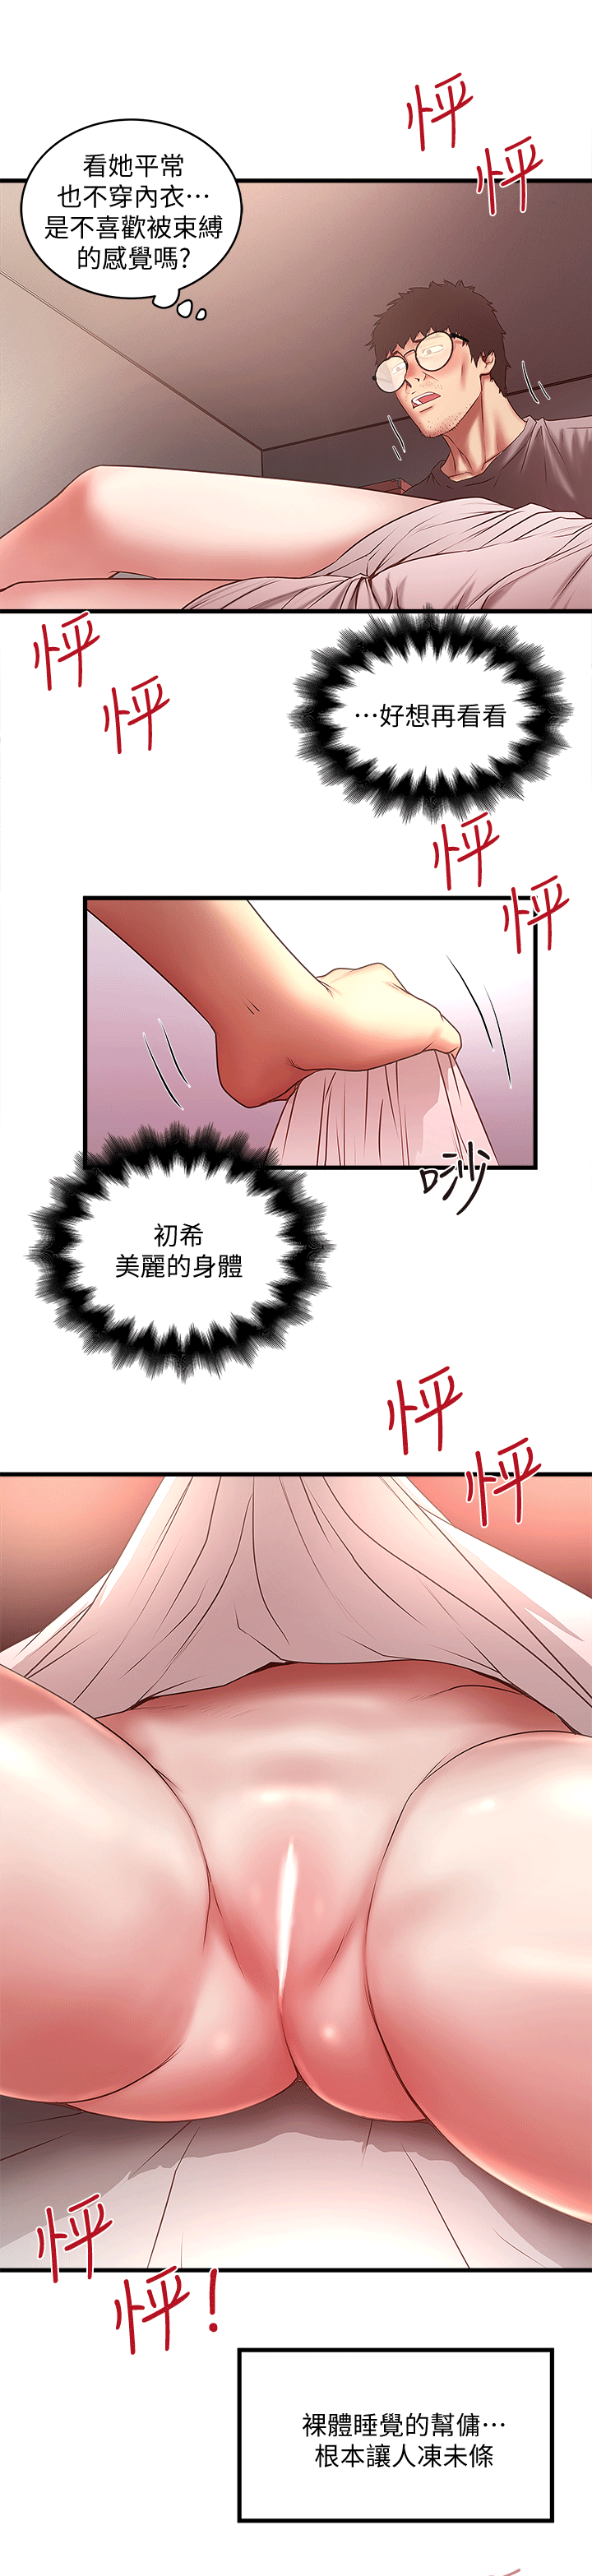 怦
怦
看她平常
也不穿內衣⋯
是不喜歡被束縛
的感覺嗎?
怦
怦
⋯好想再看看
怦
怦
唦
初希
美麗的身體
怦
怦
怦
怦!
裸體睡覺的幫傭⋯
根本讓人凍未條